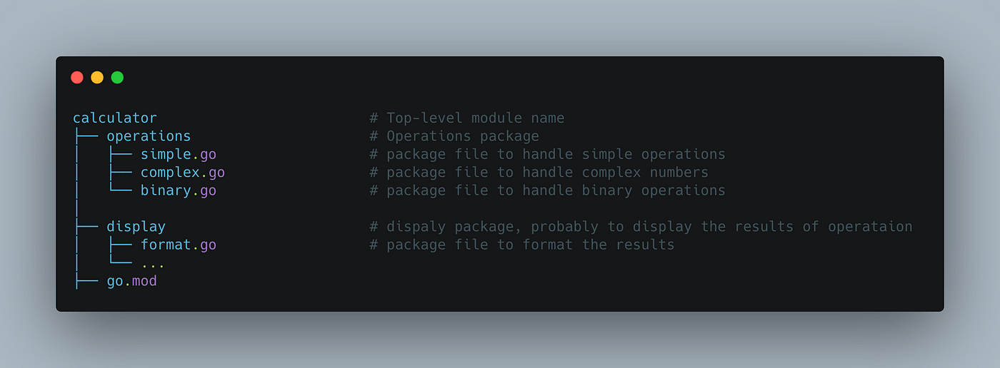 calculator # Top-level module name
├── operations # Operations package
│   ├── simple.go # package file to handle simple operations
│   ├── complex.go # package file to handle complex numbers
│   └── binary.go # package file to handle binary operations
│
├── display # dispaly package, probably to display the results of operataion
│   ├── format.go # package file to format the results
│   └── ...
├── go.mod